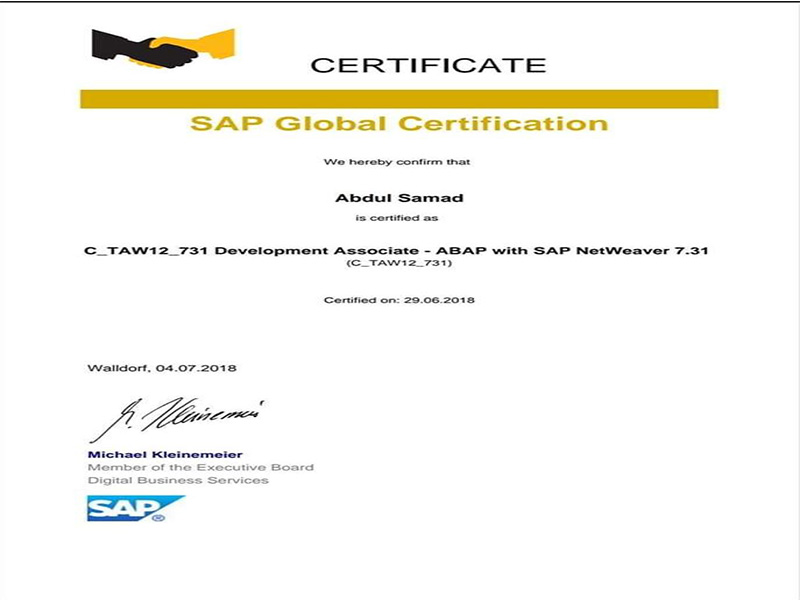 CERTIFICATE
SAP Global Certification
We hereby confirm that
Abdul Samad
is certified as
C_TAW12_731 Development Associate - ABAP with SAP NetWeaver 7.31
(C_TAW12_731)
Certified on: 29.06.2018
Walldorf, 04.07.2018
Michael Kleinemeier
Member of the Executive Board
Digital Business Services
SAP®